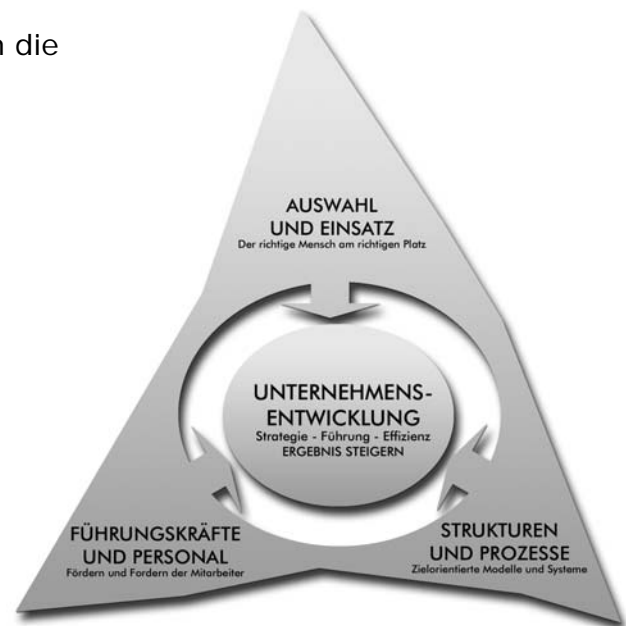 n die
AUSWAHL
UND EINSATZ
Der richtige Mensch am richtigen Platz
UNTERNEHMENS-
ENTWICKLUNG
Strategie - Führung - Effizienz
ERGEBNIS STEIGERN
FÜHRUNGSKRÄFTE
UND PERSONAL
Fördern und Fordern der Mitarbeiter
STRUKTUREN
UND PROZESSE
Zielorientierte Modelle und Systeme